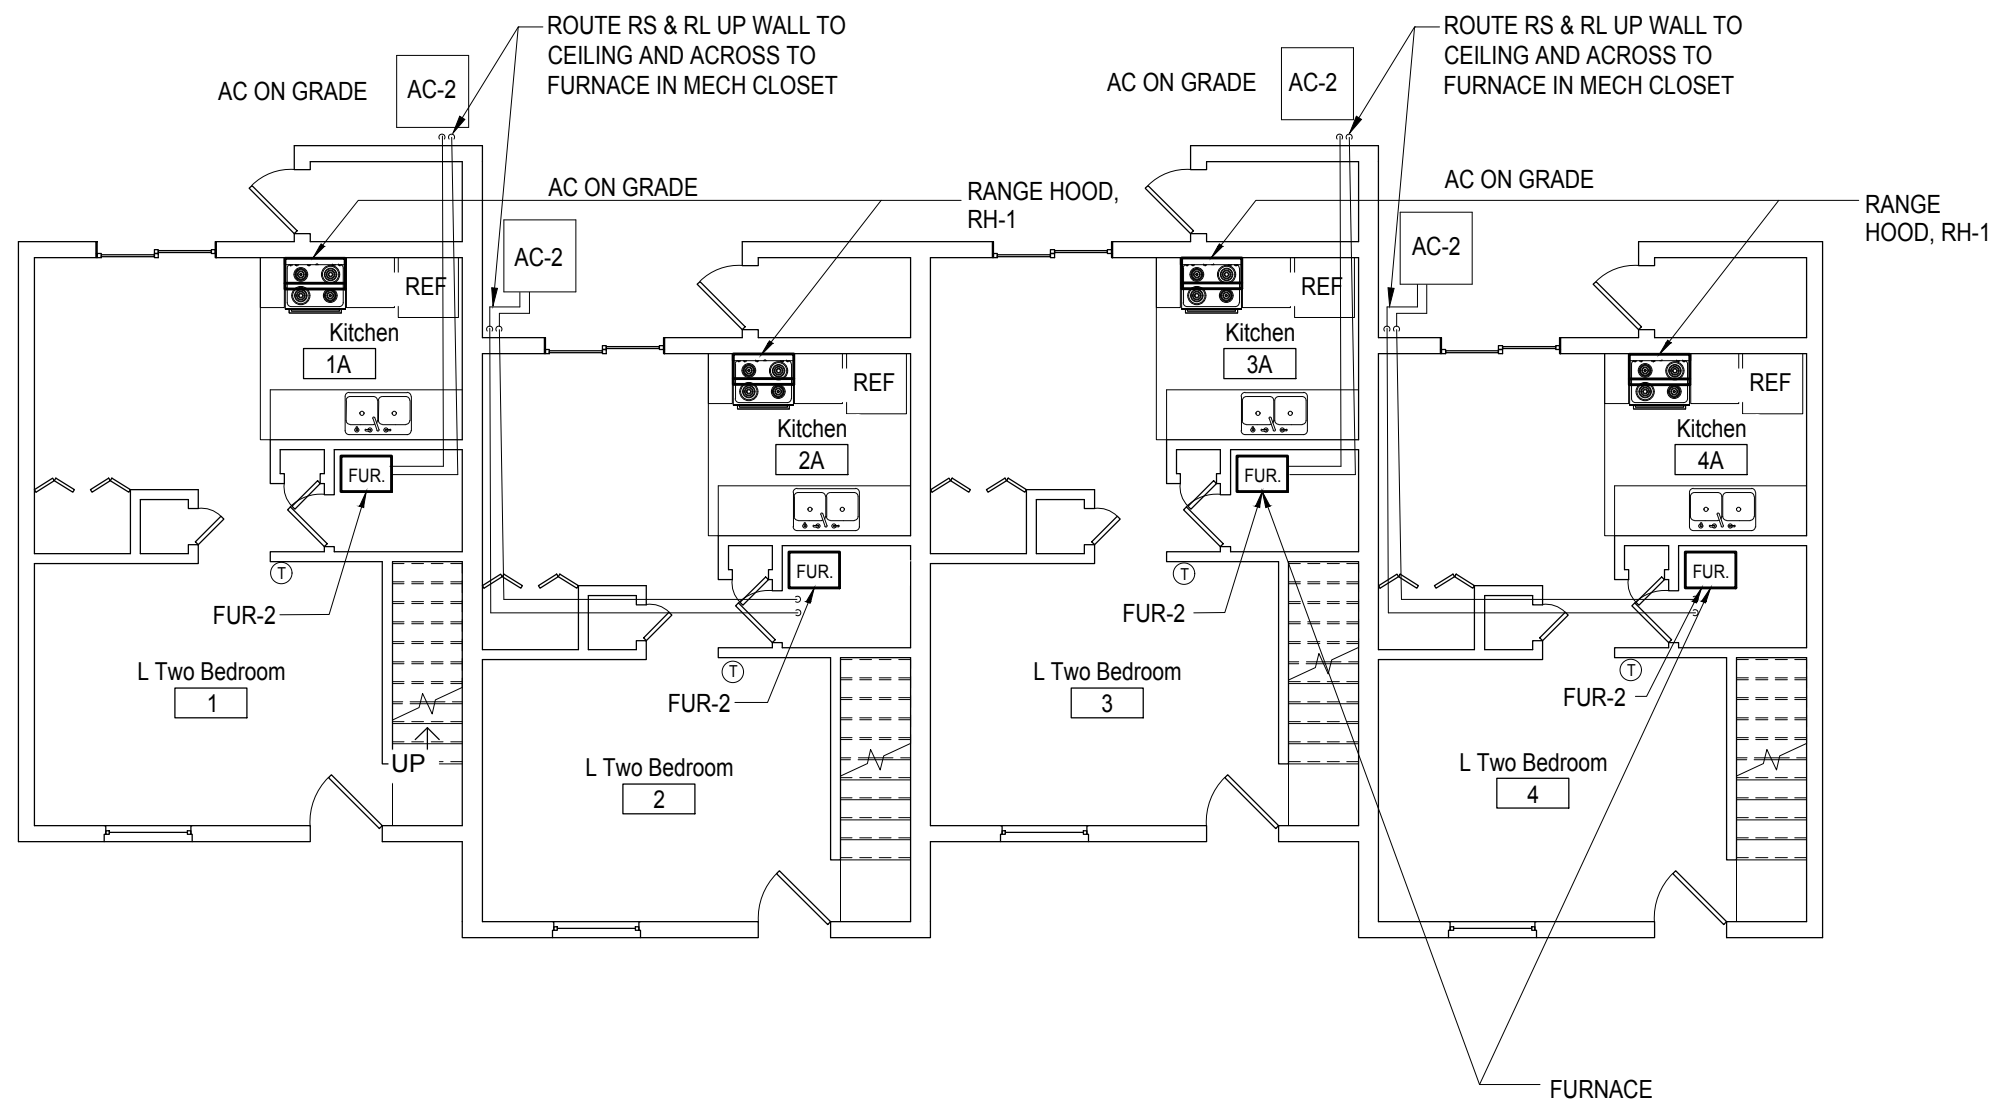 ROUTE RS & RL UP WALL TO
CEILING AND ACROSS TO
FURNACE IN MECH CLOSET
AC ON GRADE
AC-2
ROUTE RS & RL UP WALL TO
CEILING AND ACROSS TO
FURNACE IN MECH CLOSET
AC ON GRADE
AC-2
AC ON GRADE
RANGE HOOD,
RH-1
AC ON GRADE
RANGE
HOOD, RH-1
AC-2
AC-2
REF
Kitchen
1A
REF
Kitchen
2A
REF
Kitchen
3A
REF
Kitchen
4A
FUR.
FUR.
FUR.
FUR.
T
T
T
T
FUR-2
FUR-2
FUR-2
FUR-2
L Two Bedroom
1
UP
L Two Bedroom
2
L Two Bedroom
3
L Two Bedroom
4
FURNACE